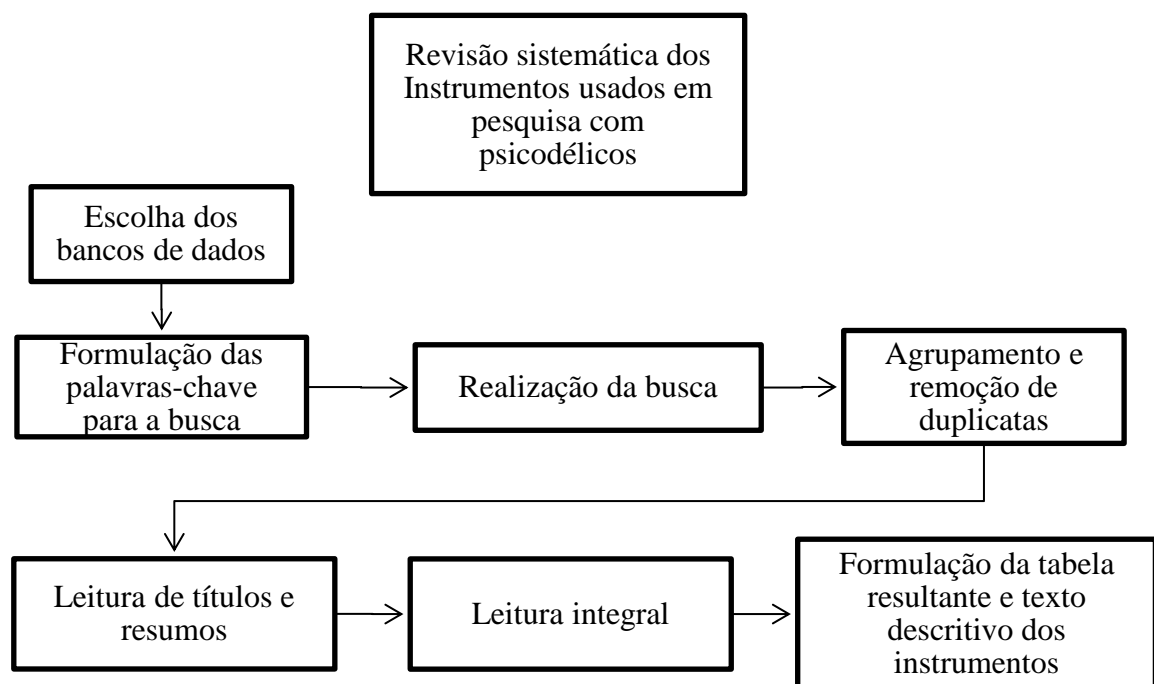 Revisão sistemática dos
Instrumentos usados em
pesquisa com
psicodélicos
Escolha dos
bancos de dados
Formulação das
palavras-chave
para a busca
Realização da busca
Agrupamento e
remoção de
duplicatas
Leitura de títulos e
resumos
Leitura integral
Formulação da tabela
resultante e texto
descritivo dos
instrumentos